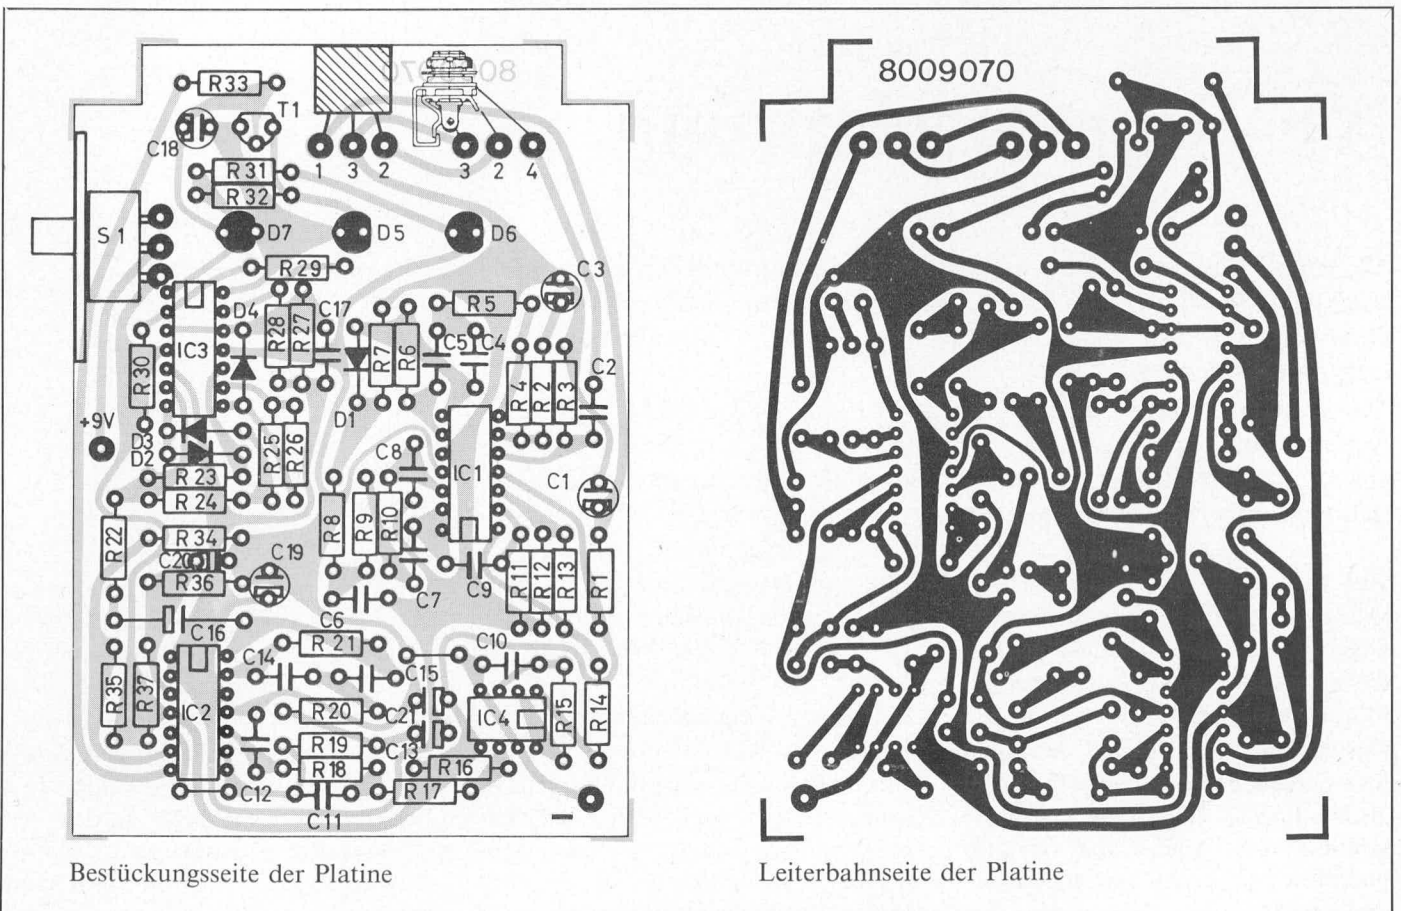 8009070
8009070
R33
T1
C18
R31
R32
1 3 2 3 2 4
S1
D7 D5 D6
R29
C3
R5
D4
R28
R27
C17
IC3
R7
R6
C5
C4
R30
R4
R2
R3
C2
D1
+9V
D3
D2
R25
R26
C8
IC1
R23
R24
C1
R22
R8
R9
R10
R34
C20
C19
R36
C7
C9
R11
R12
R13
R1
C6
C16
R21
C10
C14
C15
R35
R37
IC2
R20
C21
IC4
R15
R14
R19
C13
R18
R16
C12
R17
C11
–
Bestückungsseite der Platine
Leiterbahnseite der Platine